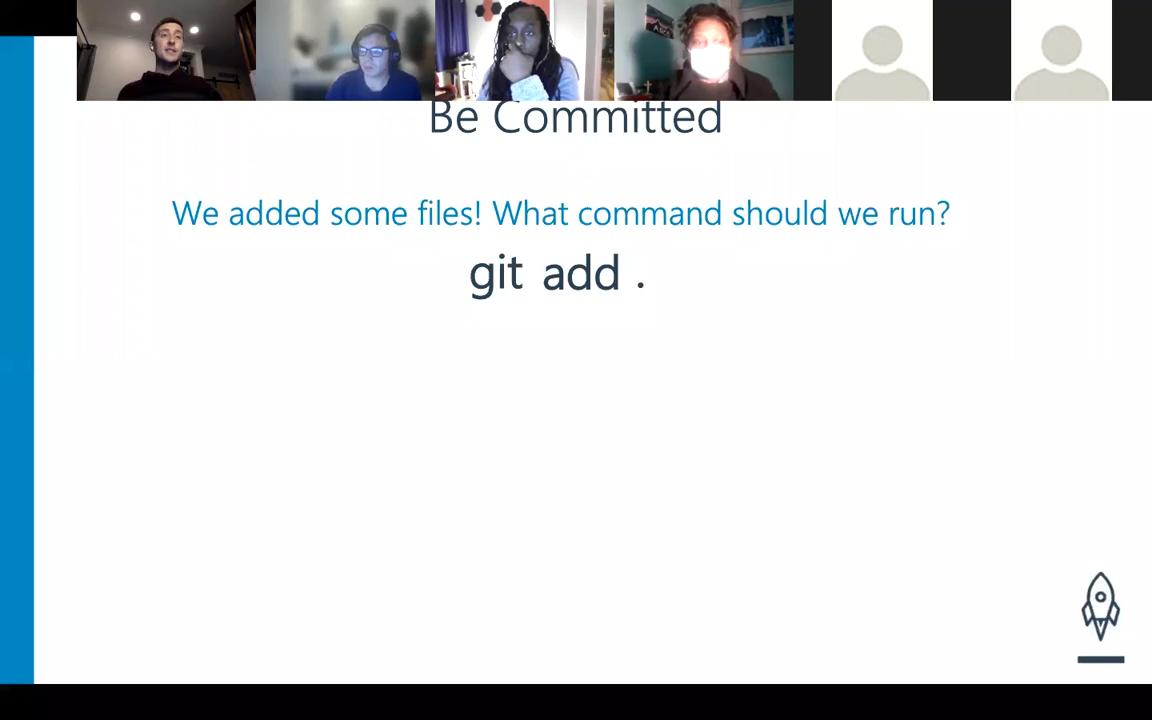 Be Committed
We added some files! What command should we run?
git add .